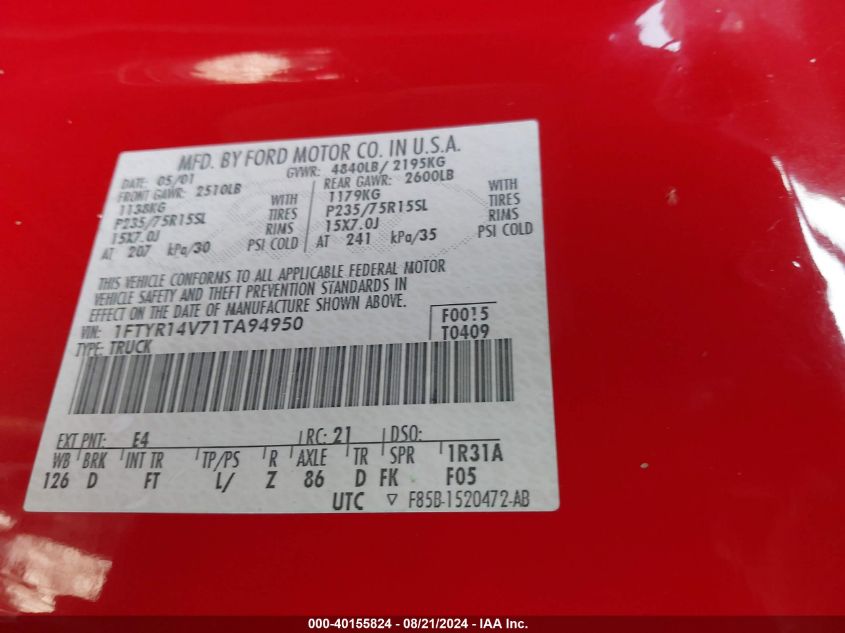 MFD. BY FORD MOTOR CO. IN U.S.A.
DATE: 05/01 GVWR: 4840LB/ 2195KG
FRONT GAWR: 2510LB REAR GAWR: 2600LB
1138KG WITH 1179KG WITH
P235/75R15SL TIRES P235/75R15SL TIRES
15X7.0J RIMS 15X7.0J RIMS
AT 207 kPa/30 PSI COLD AT 241 kPa/35 PSI COLD
THIS VEHICLE CONFORMS TO ALL APPLICABLE FEDERAL MOTOR
VEHICLE SAFETY AND THEFT PREVENTION STANDARDS IN
EFFECT ON THE DATE OF MANUFACTURE SHOWN ABOVE.
VIN: 1FTYR14V71TA94950 F0015
TYPE: TRUCK T0409
EXT PNT: E4 RC: 21 DSO:
WB BRK INT TR TP/PS R AXLE TR SPR 1R31A
126 D FT L/ Z 86 D FK F05
UTC ▽ F85B-1520472-AB
000-40155824 - 08/21/2024 - IAA Inc.